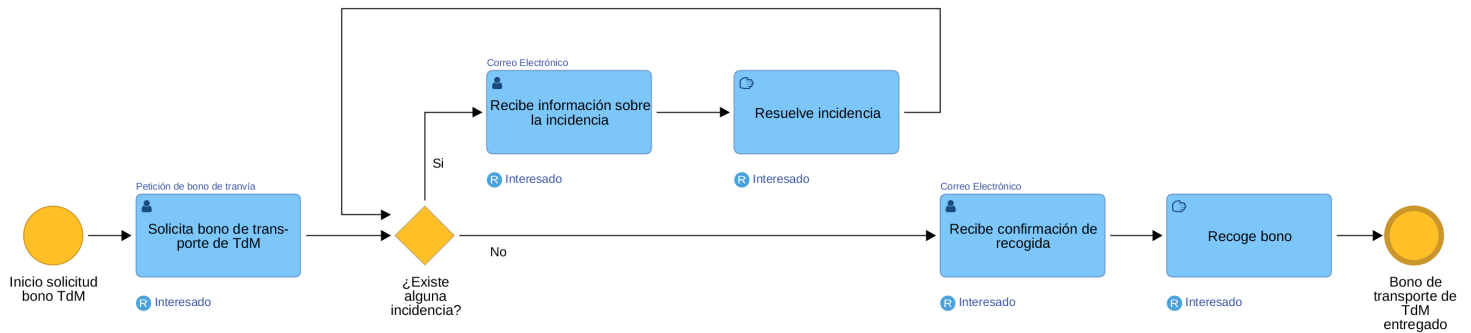 Correo Electrónico
Recibe información sobre
la incidencia
R Interesado
Resuelve incidencia
R Interesado
Si
Inicio solicitud
bono TdM
Petición de bono de tranvía
Solicita bono de trans-
porte de TdM
R Interesado
¿Existe
alguna
incidencia?
No
Correo Electrónico
Recibe confirmación de
recogida
R Interesado
Recoge bono
R Interesado
Bono de
transporte de
TdM
entregado